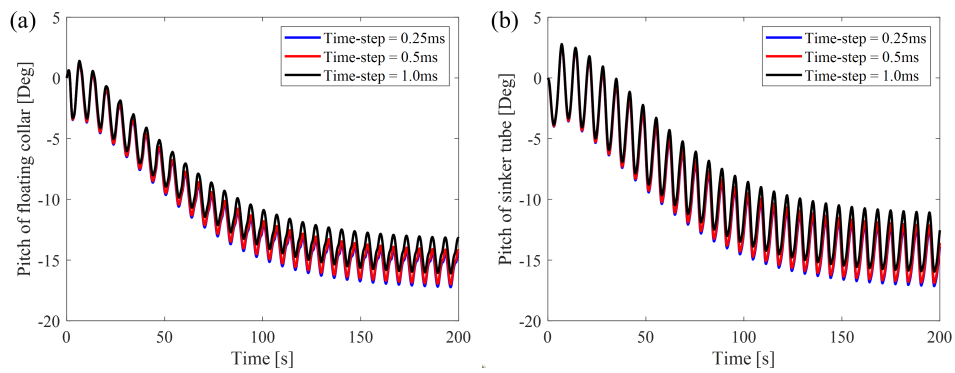 (a)
5
0
-5
-10
-15
-20
Pitch of floating collar [Deg]
Time-step = 0.25ms
Time-step = 0.5ms
Time-step = 1.0ms
0
50
100
150
200
Time [s]
(b)
5
0
-5
-10
-15
-20
Pitch of sinker tube [Deg]
Time-step = 0.25ms
Time-step = 0.5ms
Time-step = 1.0ms
0
50
100
150
200
Time [s]